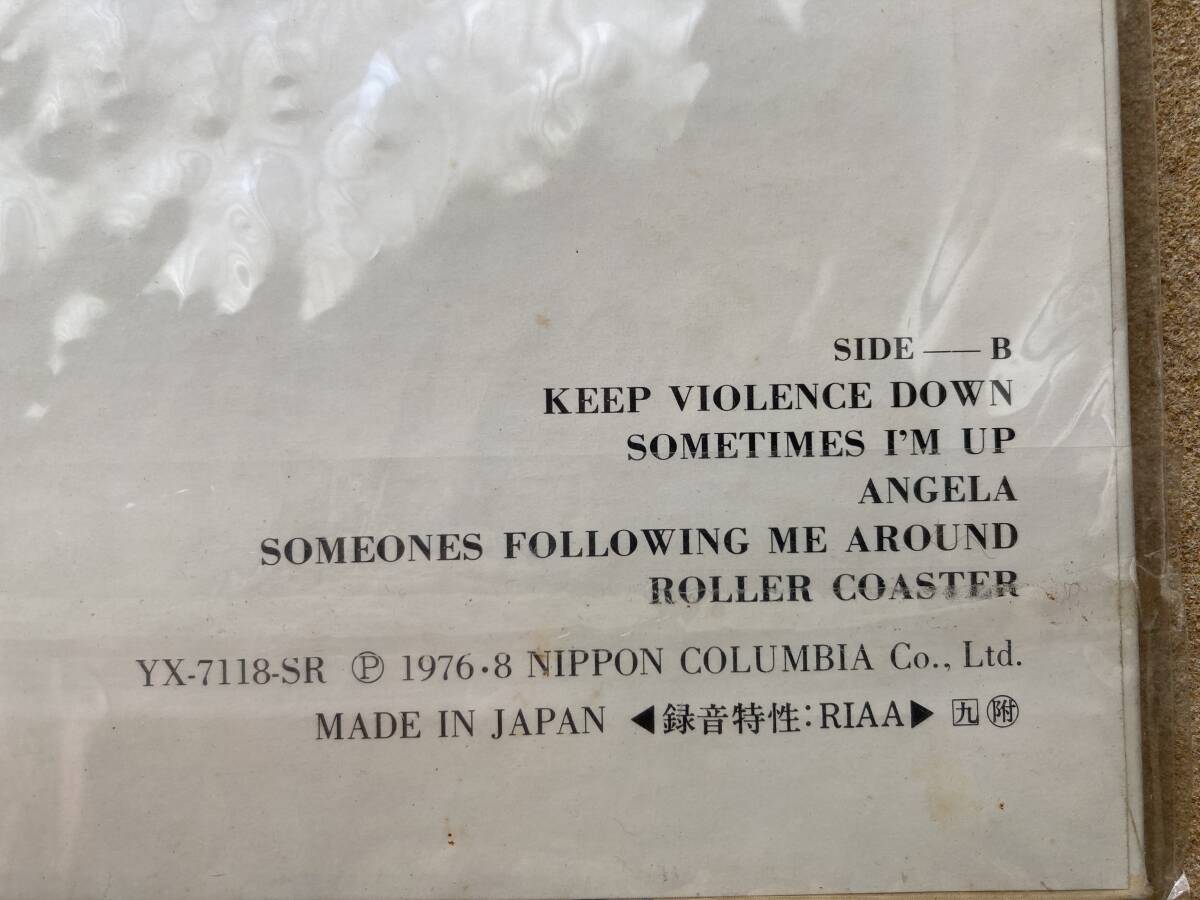 SIDE — B
KEEP VIOLENCE DOWN
SOMETIMES I'M UP
ANGELA
SOMEONES FOLLOWING ME AROUND
ROLLER COASTER
YX-7118-SR Ⓟ 1976・8 NIPPON COLUMBIA Co., Ltd.
MADE IN JAPAN ◀録音特性:RIAA▶ 九 附